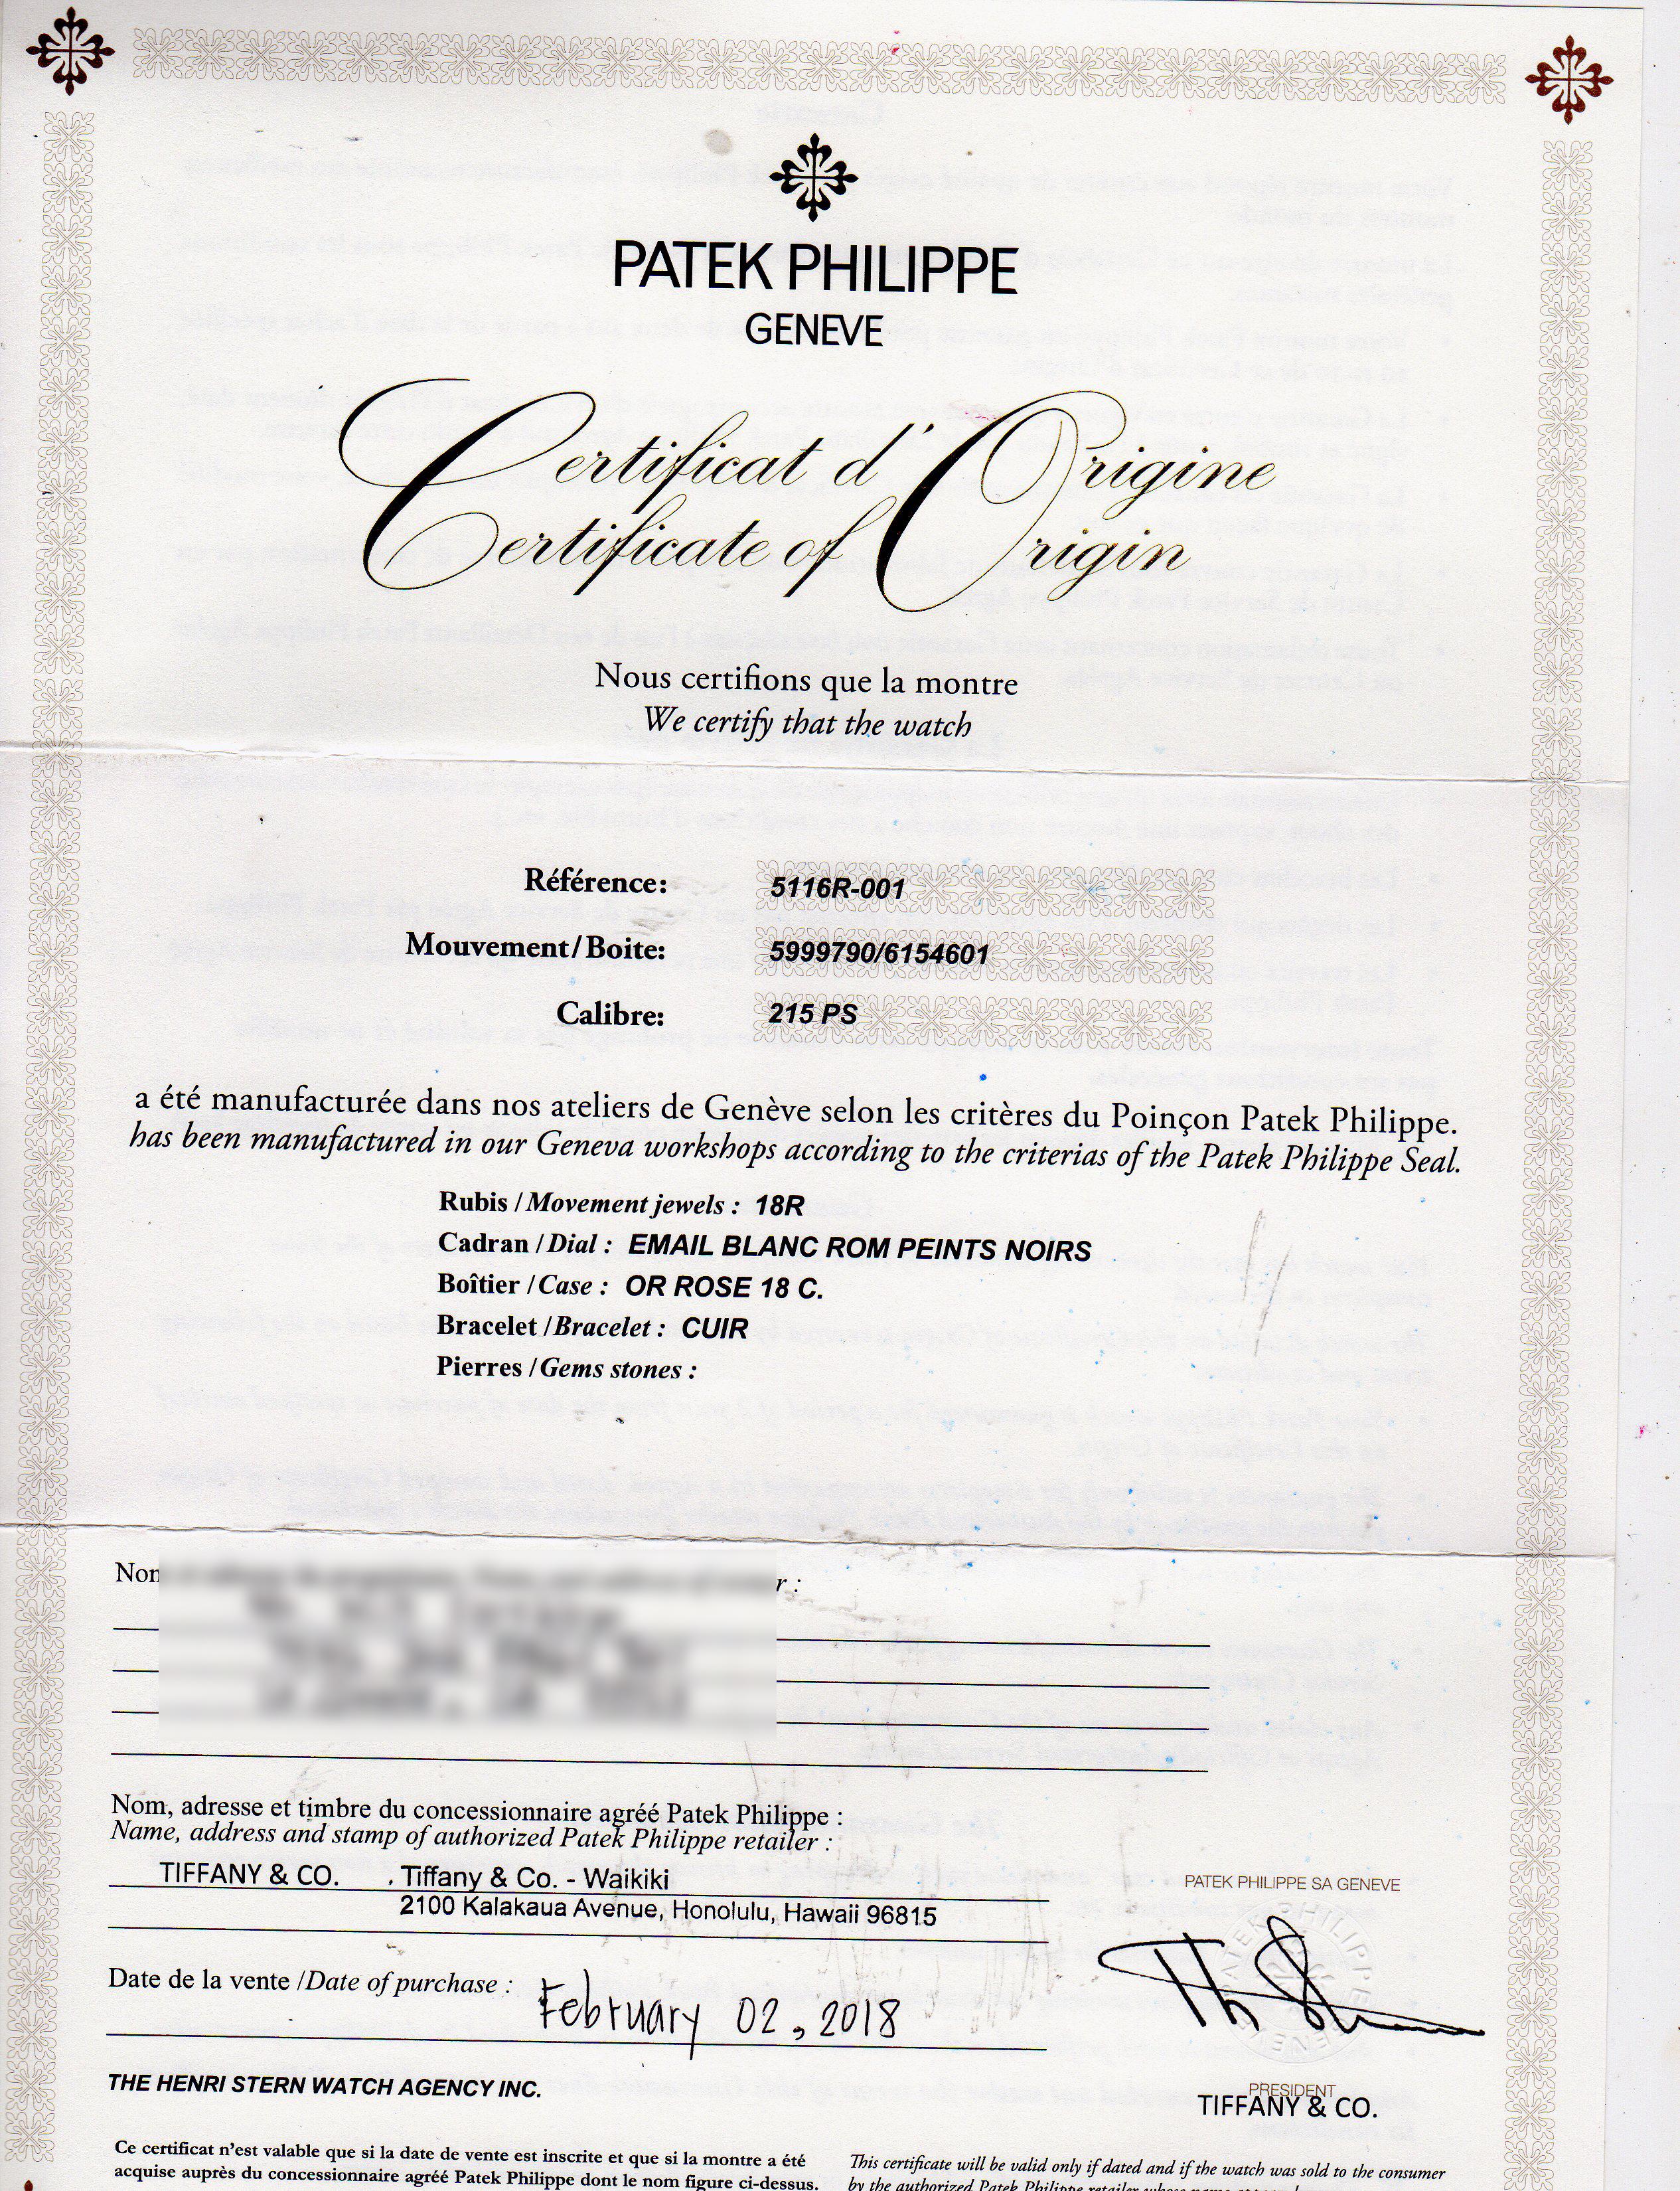 PATEK PHILIPPE
GENEVE
Certificat d'Origine
Certificate of Origin
Nous certifions que la montre
We certify that the watch
Référence: 5116R-001
Mouvement/Boite: 5999790/6154601
Calibre: 215 PS
a été manufacturée dans nos ateliers de Genève selon les critères du Poinçon Patek Philippe.
has been manufactured in our Geneva workshops according to the criterias of the Patek Philippe Seal.
Rubis / Movement jewels : 18R
Cadran / Dial : EMAIL BLANC ROM PEINTS NOIRS
Boîtier / Case : OR ROSE 18 C.
Bracelet / Bracelet : CUIR
Pierres / Gems stones :
Nom, adresse et timbre du concessionnaire agréé Patek Philippe :
Name, address and stamp of authorized Patek Philippe retailer :
TIFFANY & CO. . Tiffany & Co. - Waikiki
2100 Kalakaua Avenue, Honolulu, Hawaii 96815
PATEK PHILIPPE SA GENEVE
Date de la vente / Date of purchase : February 02, 2018
THE HENRI STERN WATCH AGENCY INC.
PRESIDENT
TIFFANY & CO.
Ce certificat n'est valable que si la date de vente est inscrite et que si la montre a été
acquise auprès du concessionnaire agréé Patek Philippe dont le nom figure ci-dessus.
This certificate will be valid only if dated and if the watch was sold to the consumer
by the authorized Patek Philippe retailer whose name